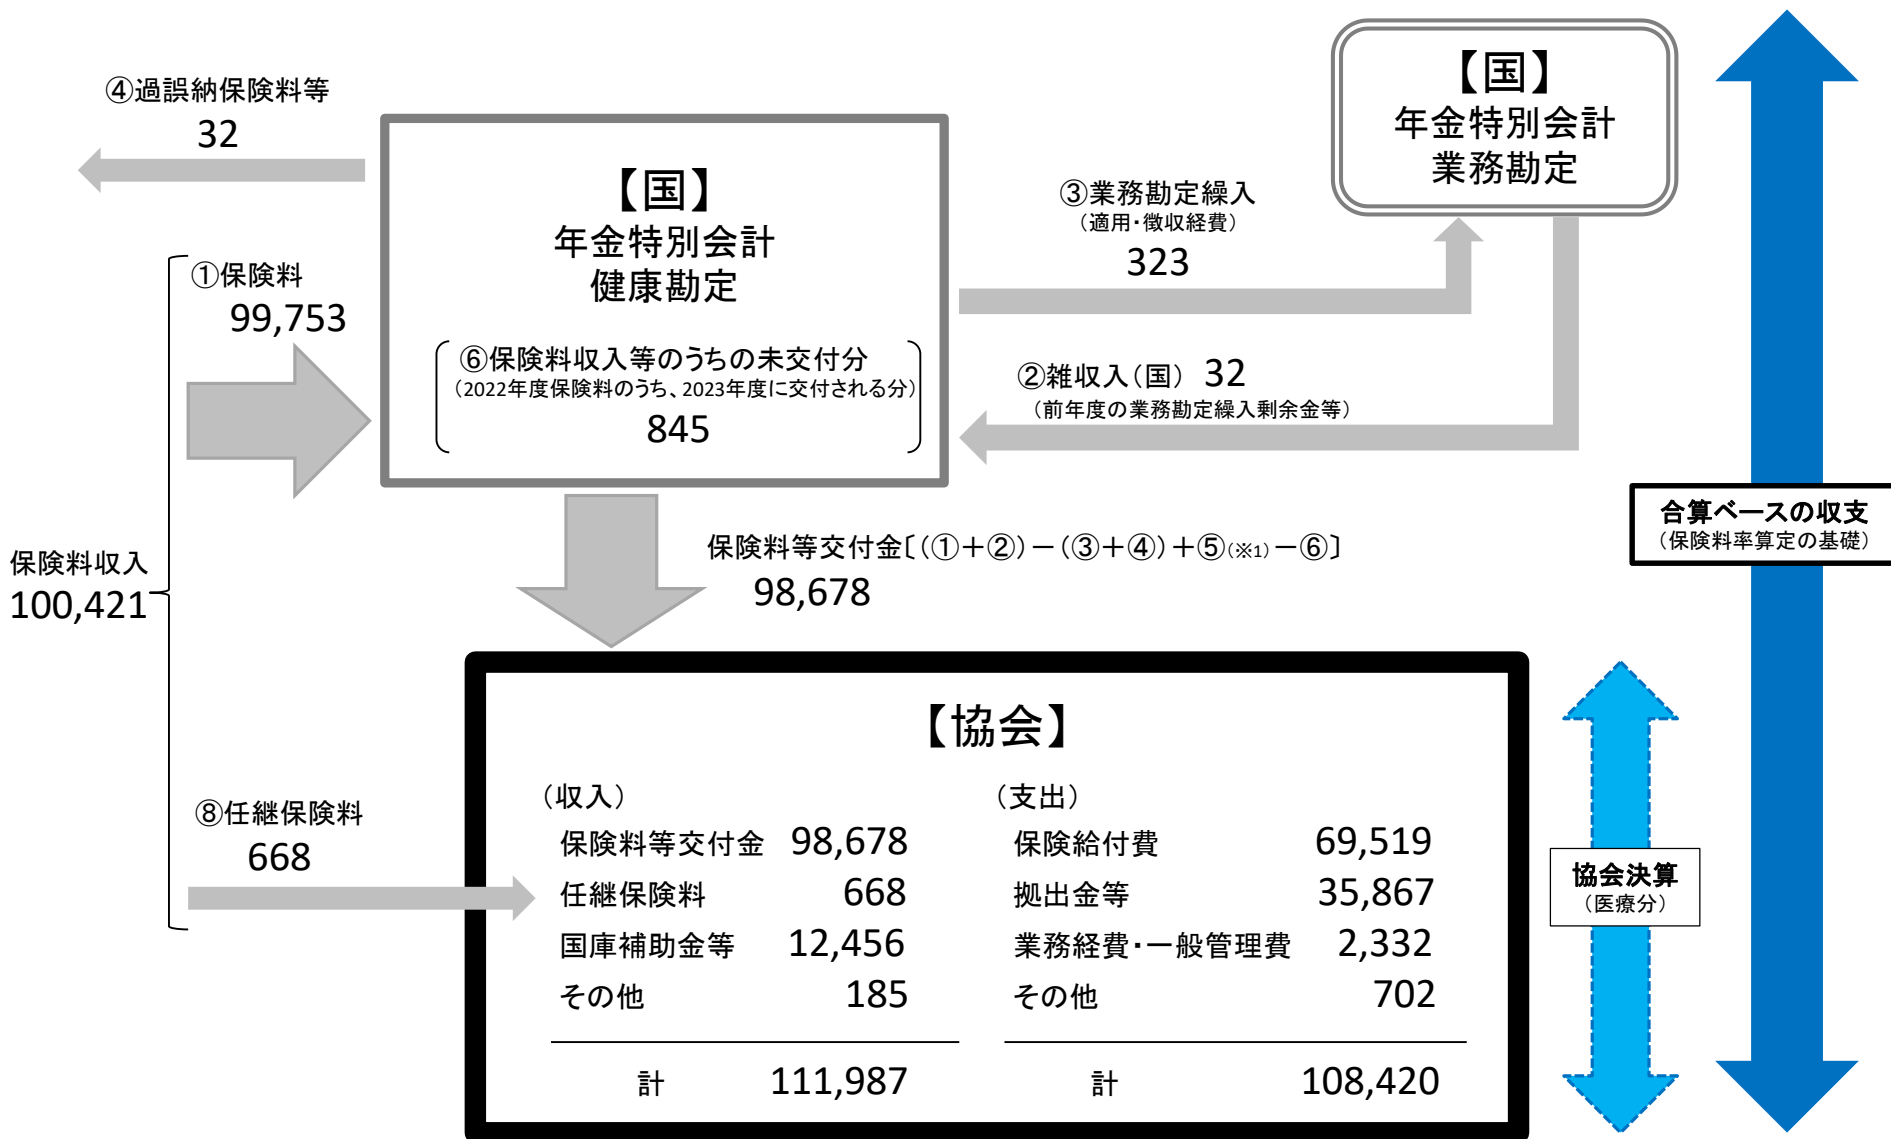 ④過誤納保険料等
32
【国】
年金特別会計
健康勘定
⑥保険料収入等のうちの未交付分
（2022年度保険料のうち、2023年度に交付される分）
845
【国】
年金特別会計
業務勘定
③業務勘定繰入
（適用・徴収経費）
323
②雑収入（国） 32
（前年度の業務勘定繰入剰余金等）
①保険料
99,753
保険料収入
100,421
保険料等交付金〔（①＋②）－（③＋④）＋⑤(※1)－⑥〕
98,678
合算ベースの収支
（保険料率算定の基礎）
⑧任継保険料
668
【協会】
（収入）
保険料等交付金 98,678
任継保険料 668
国庫補助金等 12,456
その他 185
計 111,987
（支出）
保険給付費 69,519
拠出金等 35,867
業務経費・一般管理費 2,332
その他 702
計 108,420
協会決算
（医療分）